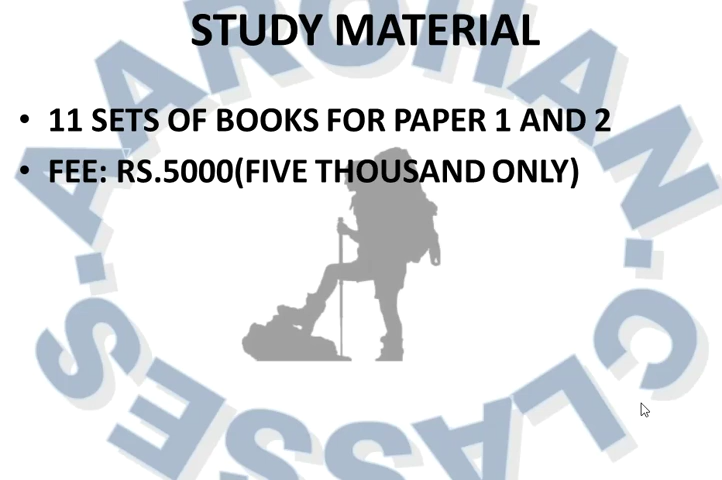 STUDY MATERIAL
• 11 SETS OF BOOKS FOR PAPER 1 AND 2
• FEE: RS.5000(FIVE THOUSAND ONLY)
AAROHAN CLASSES